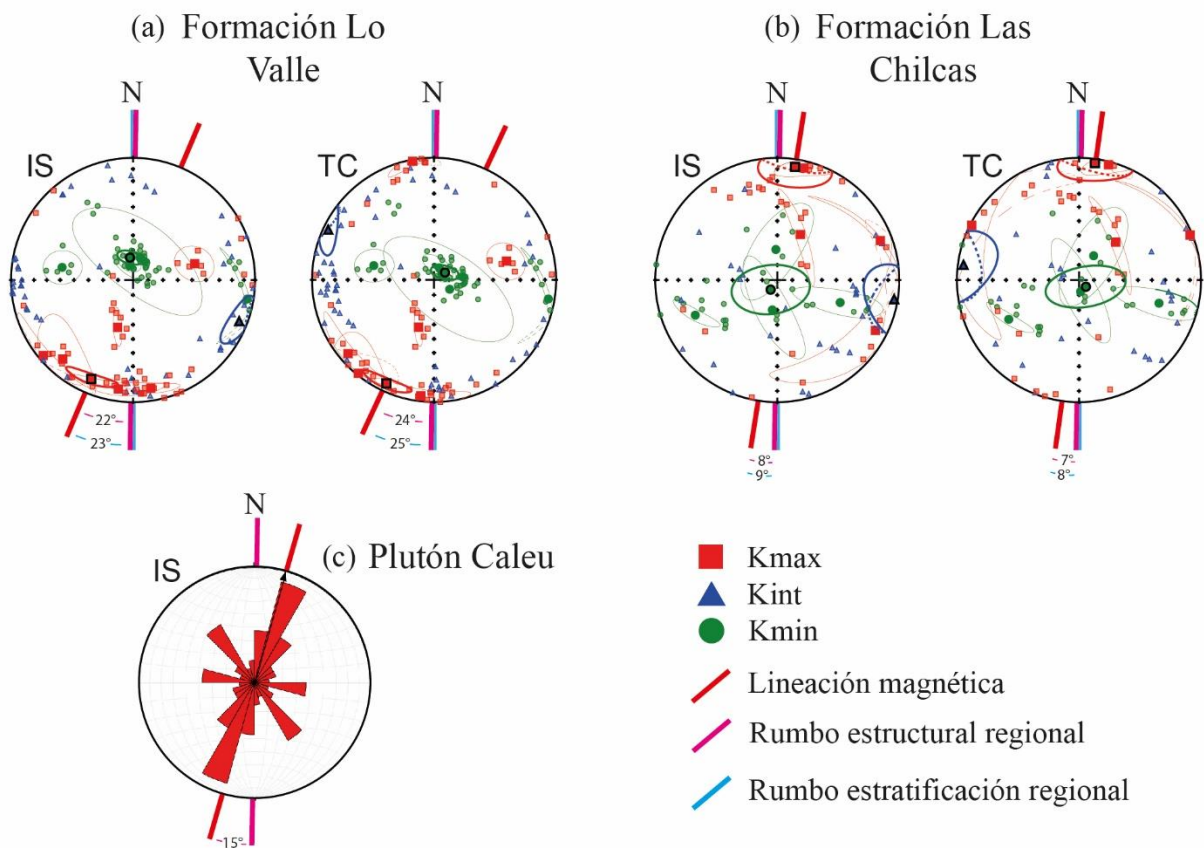 (a) Formación Lo
Valle
N
N
IS
TC
22°
23°
24°
25°
(b) Formación Las
Chilcas
N
N
IS
TC
8°
9°
7°
8°
N
IS
(c) Plutón Caleu
15°
Kmax
Kint
Kmin
Lineación magnética
Rumbo estructural regional
Rumbo estratificación regional